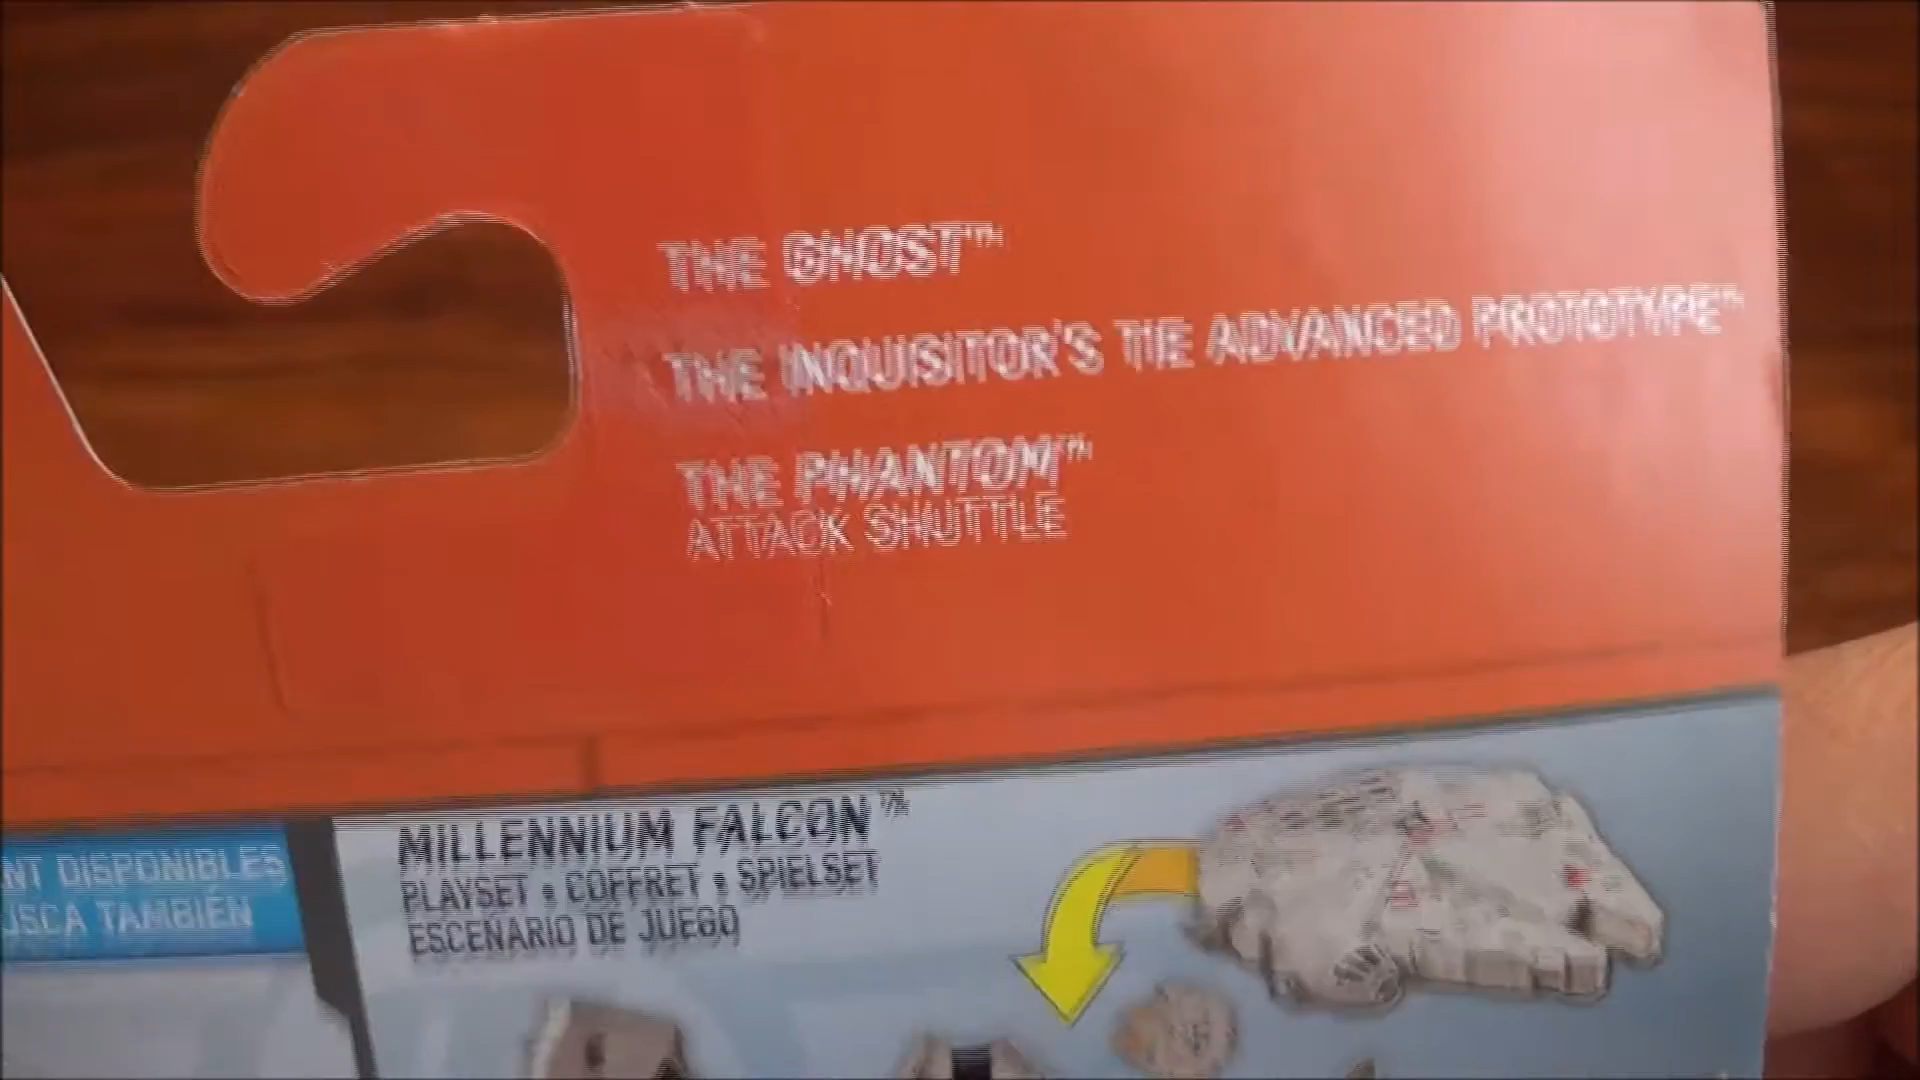 THE GHOST™
THE INQUISITOR'S TIE ADVANCED PROTOTYPE™
THE PHANTOM™
ATTACK SHUTTLE
MILLENNIUM FALCON™
PLAYSET • COFFRET • SPIELSET
ESCENARIO DE JUEGO
NT DISPONIBLES
USCA TAMBIÉN